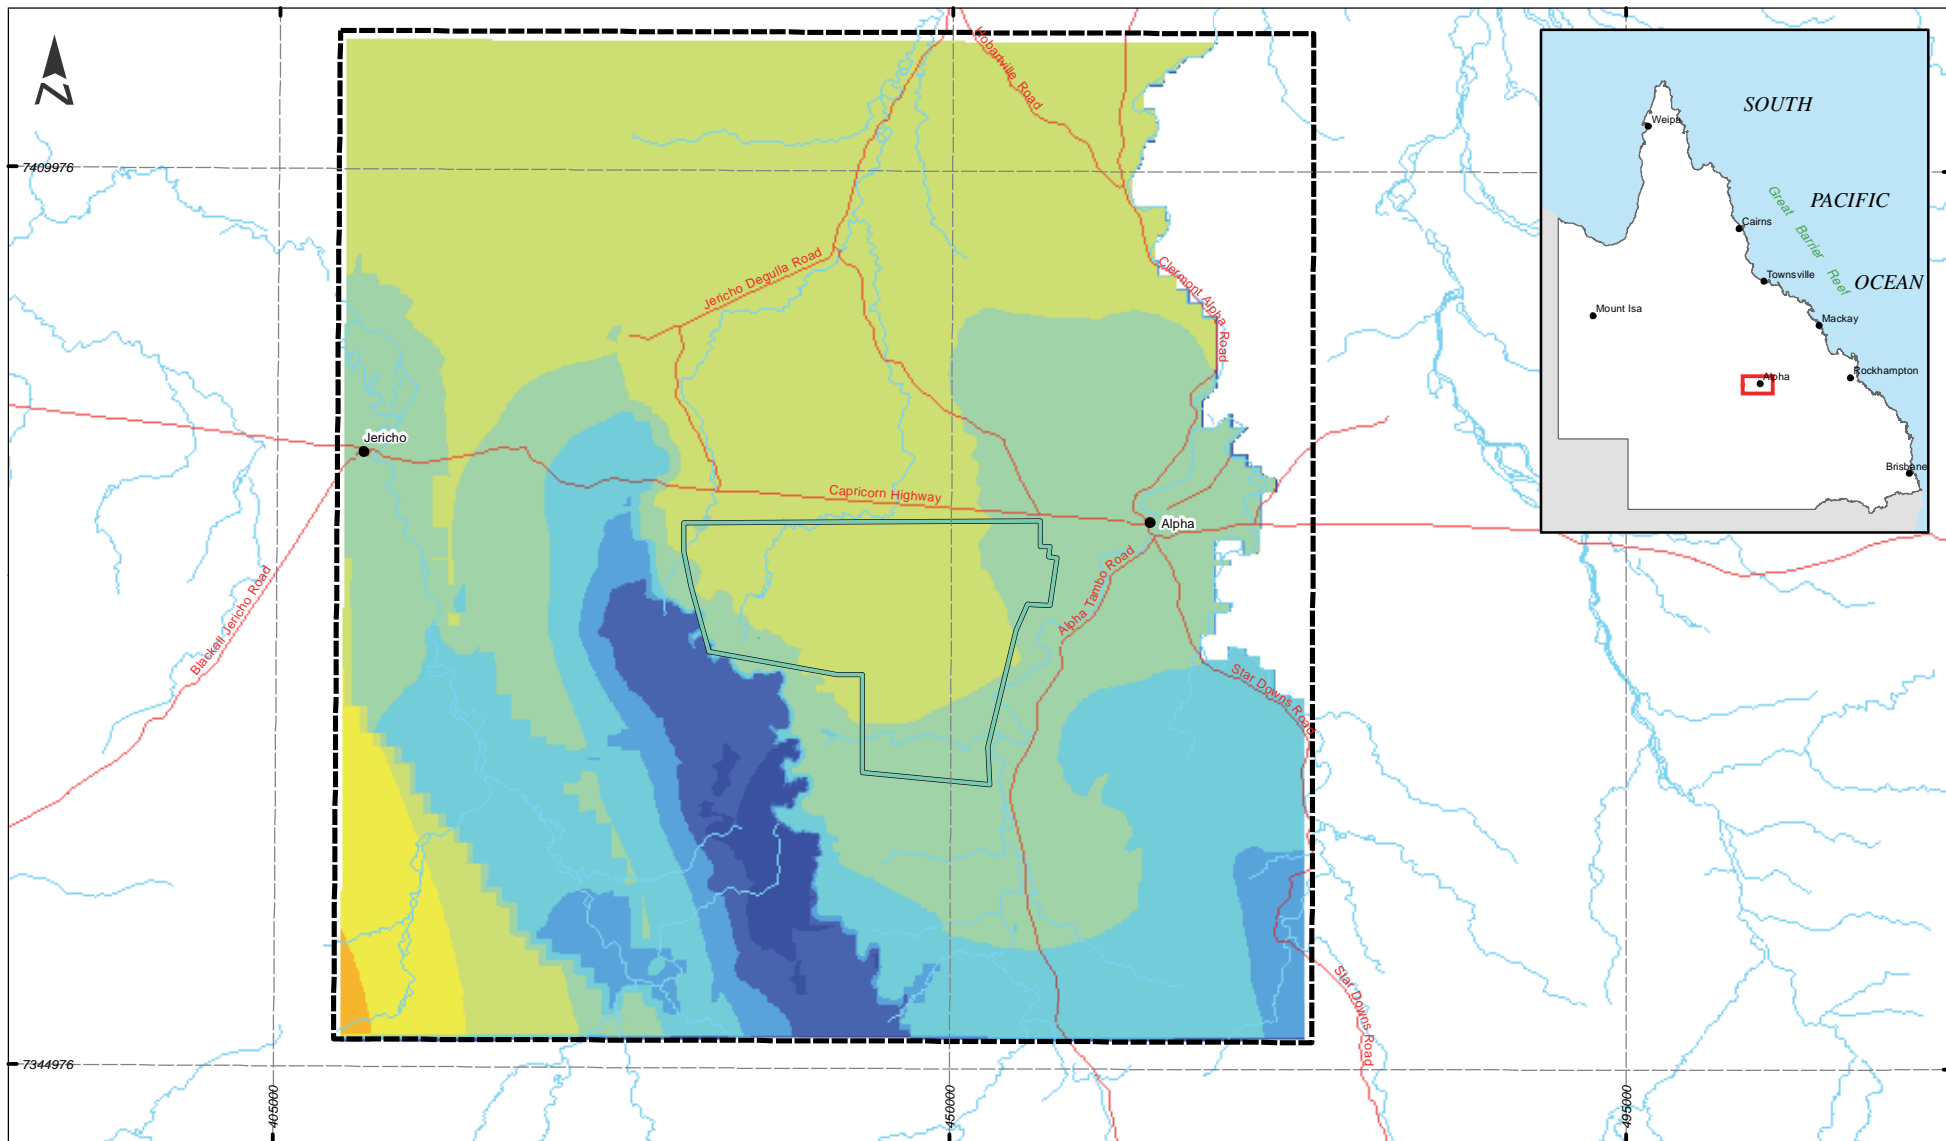 N
7409976
7344976
405000
450000
495000
Hobartville Road
Jericho Degulla Road
Clermont Alpha Road
Jericho
Capricorn Highway
Alpha
Alpha Tambo Road
Blackall Jericho Road
Star Downs Road
Star Downs Road
SOUTH
PACIFIC
OCEAN
Great Barrier Reef
Weipa
Cairns
Townsville
Mount Isa
Mackay
Alpha
Rockhampton
Brisbane